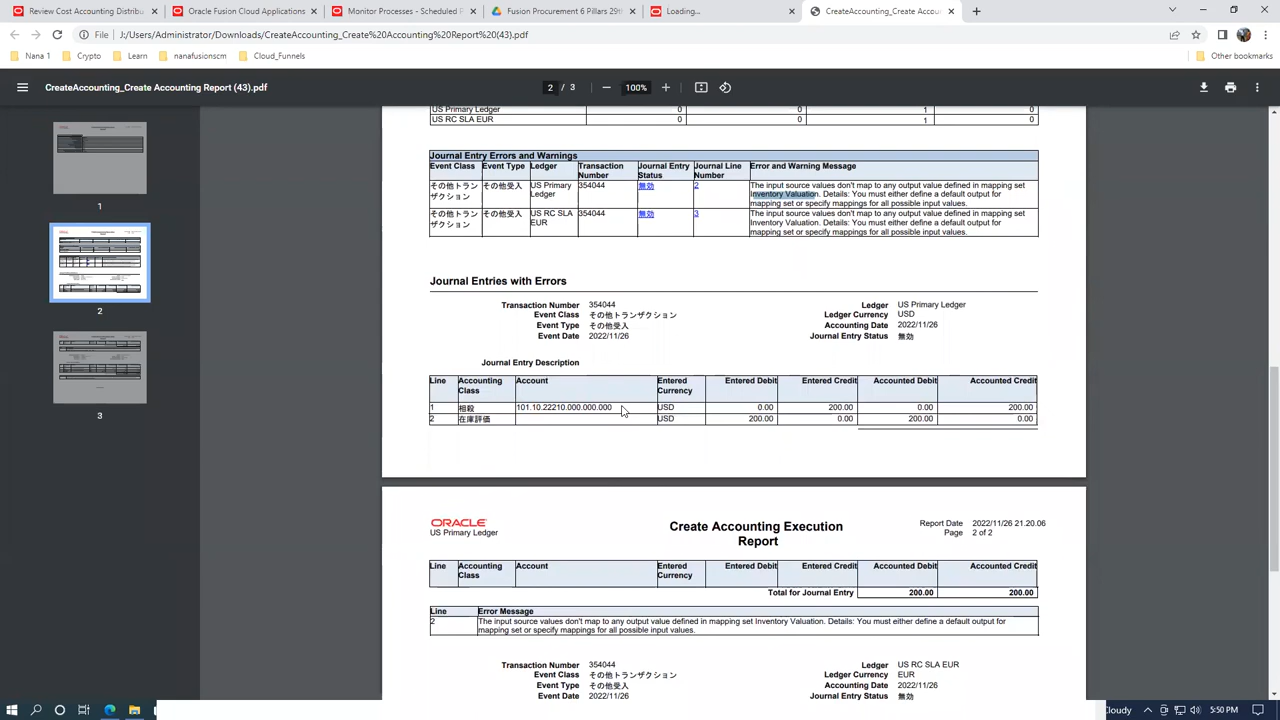 Review Cost Accounting Distribut
Oracle Fusion Cloud Applications
Monitor Processes - Scheduled P
Fusion Procurement 6 Pillars 29th
Loading...
CreateAccounting_Create Accou
File
J:/Users/Administrator/Downloads/CreateAccounting_Create%20Accounting%20Report%20(43).pdf
Nana 1
Crypto
Learn
nanafusionscm
Cloud_Funnels
Other bookmarks
CreateAccounting_Create Accounting Report (43).pdf
2 / 3
100%
1
2
3
US Primary Ledger 0 0 1 0
US RC SLA EUR 0 0 1 0
Journal Entry Errors and Warnings
Event Class Event Type Ledger Transaction Number Journal Entry Status Journal Line Number Error and Warning Message
その他トランザクション その他受入 US Primary Ledger 354044 無効 2 The input source values don't map to any output value defined in mapping set
Inventory Valuation. Details: You must either define a default output for
mapping set or specify mappings for all possible input values.
その他トランザクション その他受入 US RC SLA EUR 354044 無効 3 The input source values don't map to any output value defined in mapping set
Inventory Valuation. Details: You must either define a default output for
mapping set or specify mappings for all possible input values.
Journal Entries with Errors
Transaction Number 354044 Ledger US Primary Ledger
Event Class その他トランザクション Ledger Currency USD
Event Type その他受入 Accounting Date 2022/11/26
Event Date 2022/11/26 Journal Entry Status 無効
Journal Entry Description
Line Accounting Class Account Entered Currency Entered Debit Entered Credit Accounted Debit Accounted Credit
1 相殺 101.10.22210.000.000.000 USD 0.00 200.00 0.00 200.00
2 在庫評価 USD 200.00 0.00 200.00 0.00
ORACLE
US Primary Ledger
Create Accounting Execution
Report
Report Date 2022/11/26 21.20.06
Page 2 of 2
Line Accounting Class Account Entered Currency Entered Debit Entered Credit Accounted Debit Accounted Credit
Total for Journal Entry 200.00 200.00
Line Error Message
2 The input source values don't map to any output value defined in mapping set Inventory Valuation. Details: You must either define a default output for
mapping set or specify mappings for all possible input values.
Transaction Number 354044 Ledger US RC SLA EUR
Event Class その他トランザクション Ledger Currency EUR
Event Type その他受入 Accounting Date 2022/11/26
Event Date 2022/11/26 Journal Entry Status 無効
Cloudy
5:50 PM